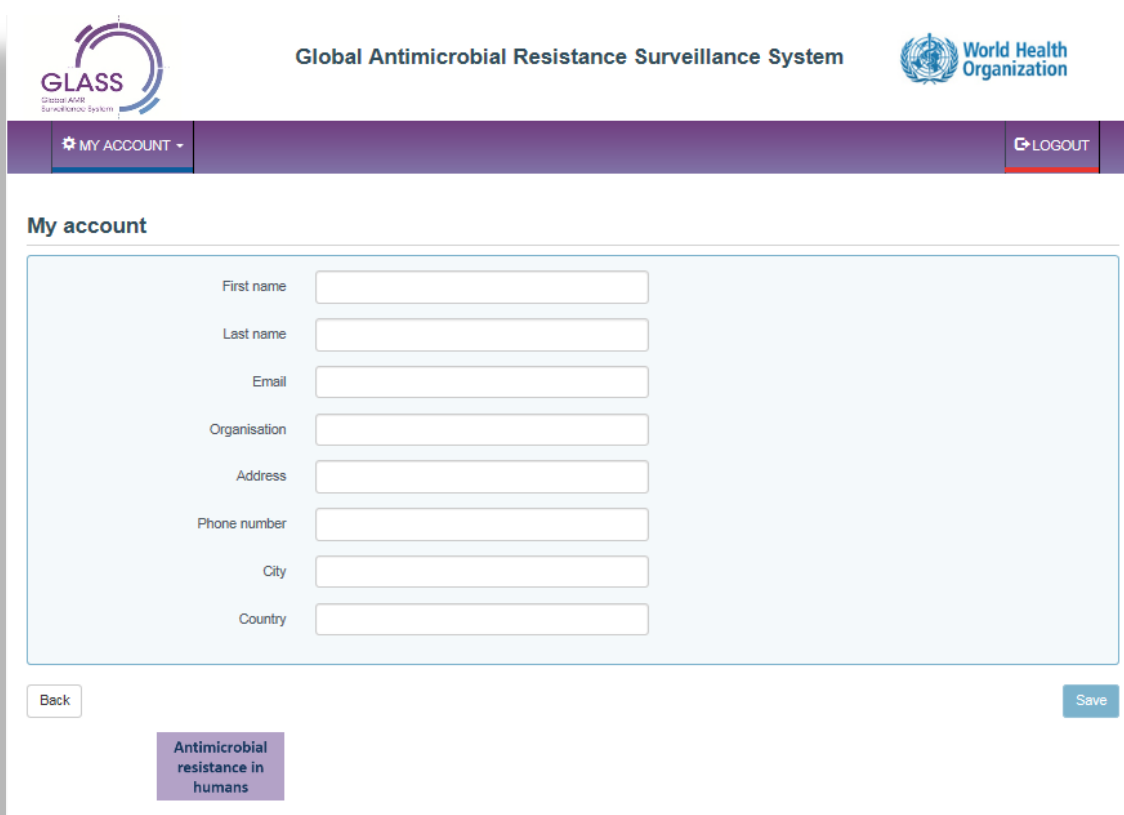 GLASS
Global AMR
Surveillance System
Global Antimicrobial Resistance Surveillance System
World Health
Organization
MY ACCOUNT
LOGOUT
My account
First name
Last name
Email
Organisation
Address
Phone number
City
Country
Back
Save
Antimicrobial
resistance in
humans